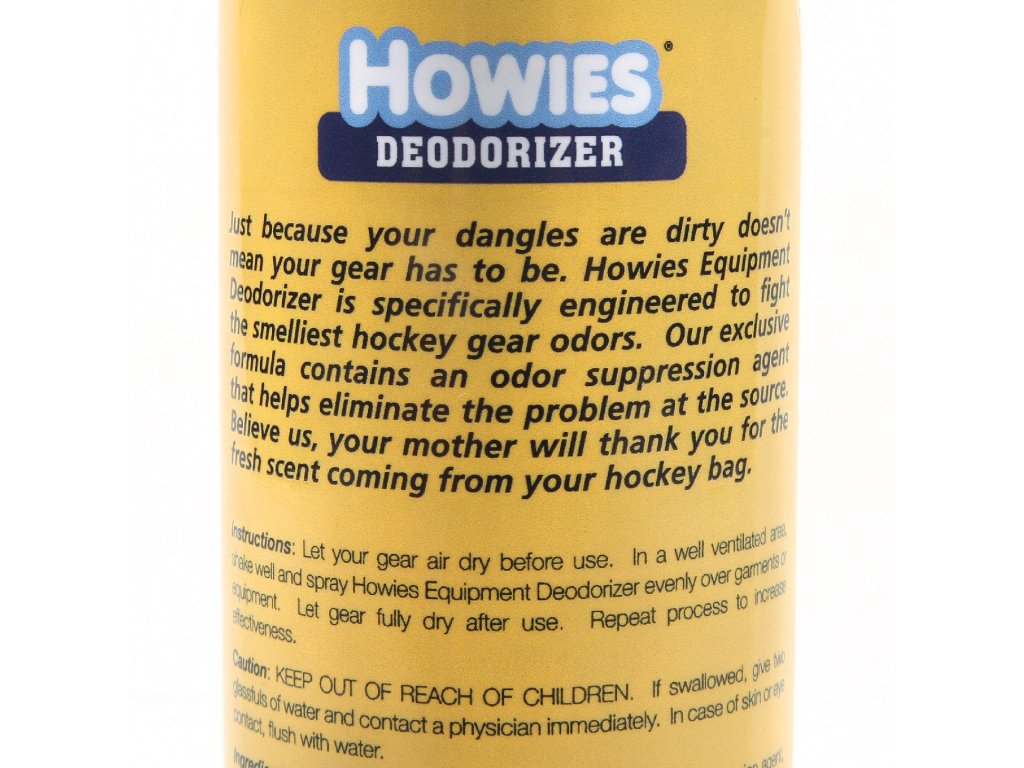 HOWIES®
DEODORIZER
Just because your dangles are dirty doesn't
mean your gear has to be. Howies Equipment
Deodorizer is specifically engineered to fight
the smelliest hockey gear odors. Our exclusive
formula contains an odor suppression agent
that helps eliminate the problem at the source.
Believe us, your mother will thank you for the
fresh scent coming from your hockey bag.
Instructions: Let your gear air dry before use. In a well ventilated area,
shake well and spray Howies Equipment Deodorizer evenly over garments or
equipment. Let gear fully dry after use. Repeat process to increase
effectiveness.
Caution: KEEP OUT OF REACH OF CHILDREN. If swallowed, give two
glassfuls of water and contact a physician immediately. In case of skin or eye
contact, flush with water.
agent,